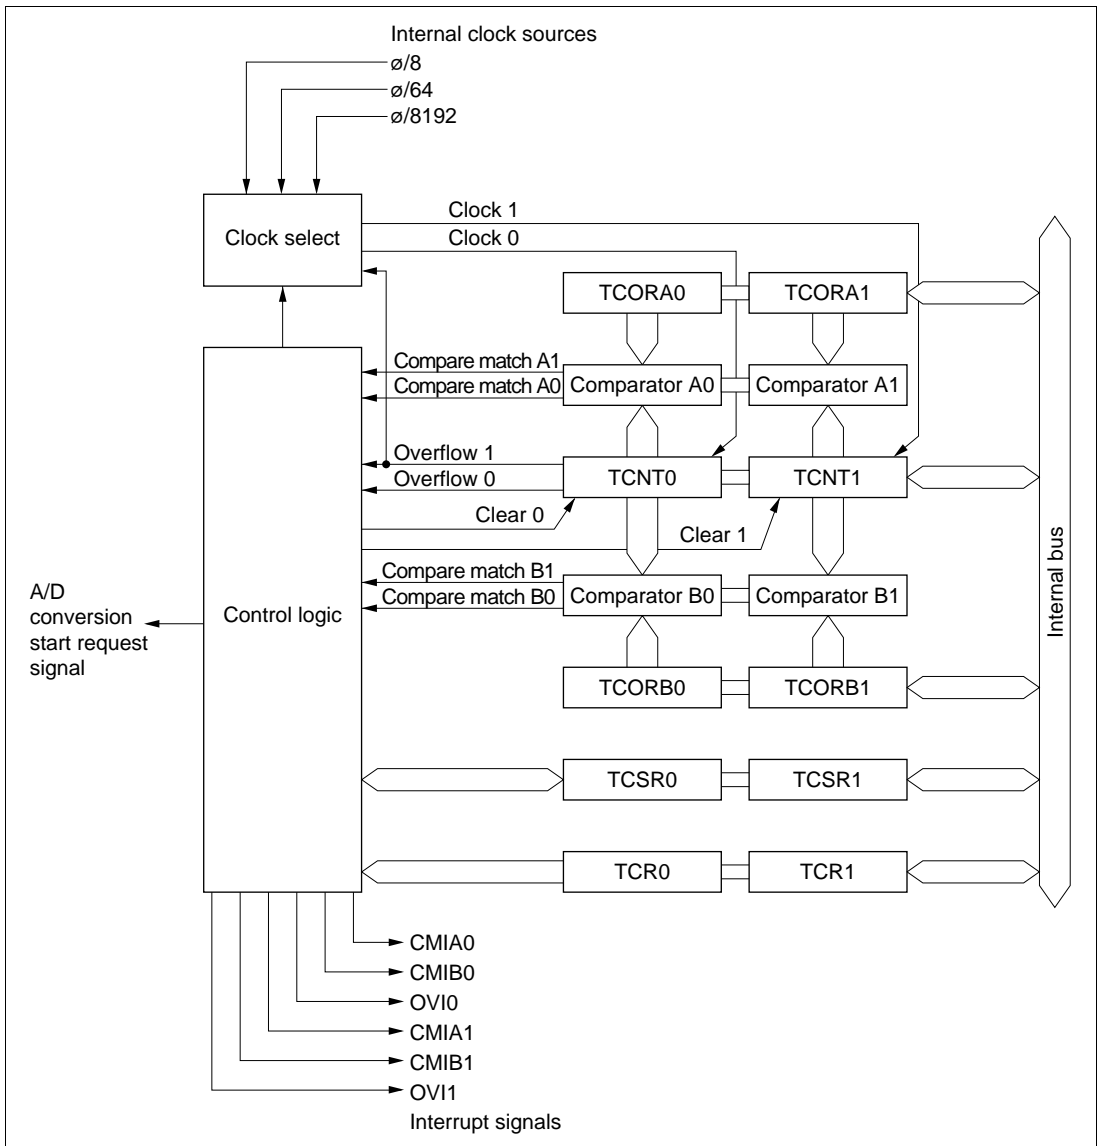 Internal clock sources
ø/8
ø/64
ø/8192
Clock select
Clock 1
Clock 0
TCORA0
TCORA1
Compare match A1
Compare match A0
Comparator A0
Comparator A1
Overflow 1
Overflow 0
TCNT0
TCNT1
Clear 0
Clear 1
Internal bus
Compare match B1
Compare match B0
Comparator B0
Comparator B1
A/D
conversion
start request
signal
Control logic
TCORB0
TCORB1
TCSR0
TCSR1
TCR0
TCR1
CMIA0
CMIB0
OVI0
CMIA1
CMIB1
OVI1
Interrupt signals